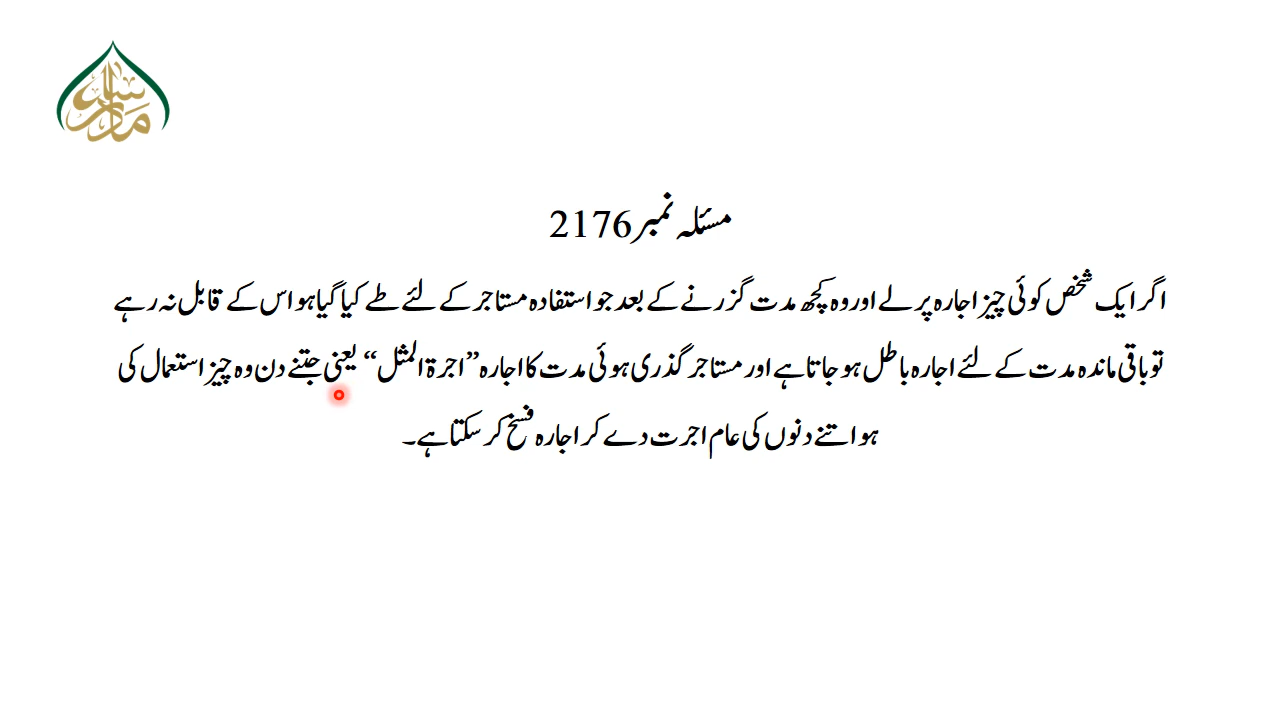 مسئلہ نمبر 2176
اگر ایک شخص کوئی چیز اجارہ پر لے اور وہ کچھ مدت گزرنے کے بعد جو استفادہ مستاجر کے لئے طے کیا گیا ہو اس کے قابل نہ رہے
تو باقی ماندہ مدت کے لئے اجارہ باطل ہو جاتا ہے اور مستاجر گذری ہوئی مدت کا اجارہ ”اجرۃ المثل“ یعنی جتنے دن وہ چیز استعمال کی
ہو اتنے دنوں کی عام اجرت دے کر اجارہ فسخ کر سکتا ہے۔